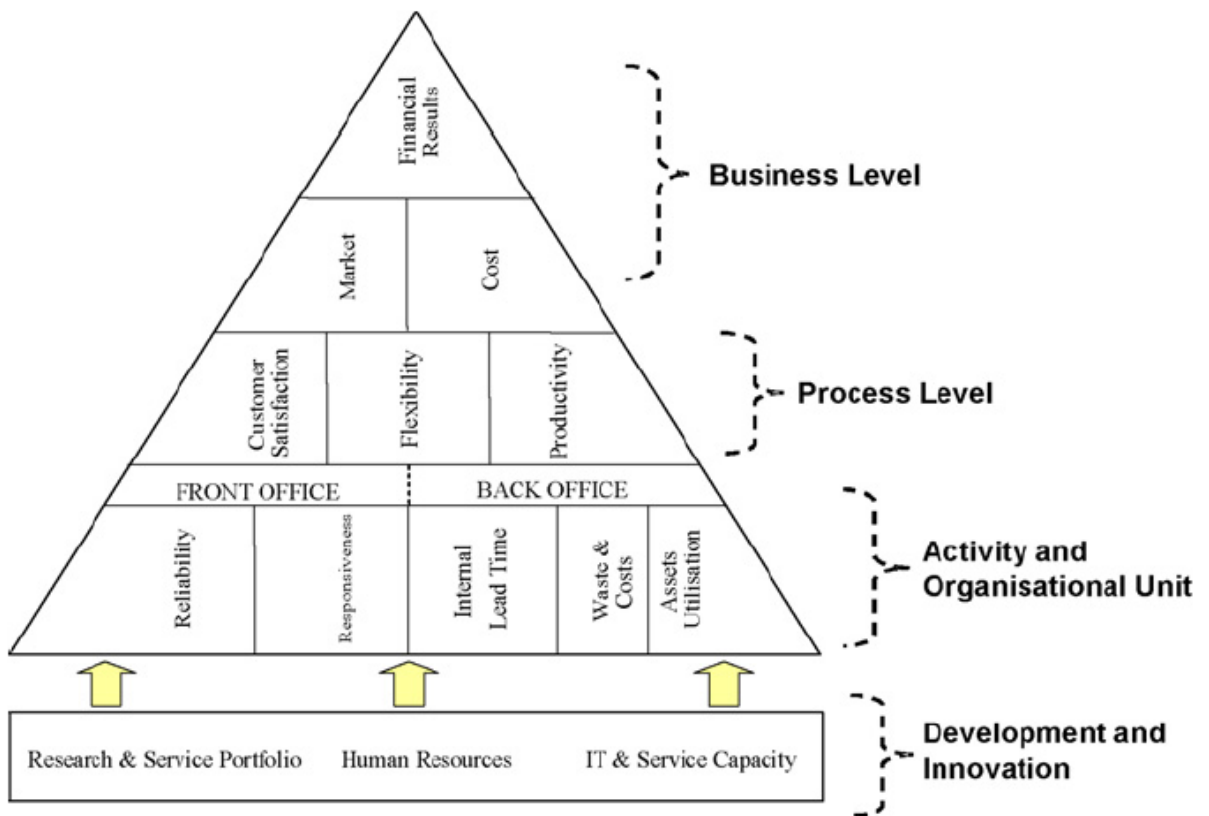 Financial
Results
Business Level
Market
Cost
Customer
Satisfaction
Flexibility
Productivity
Process Level
FRONT OFFICE
BACK OFFICE
Reliability
Responsiveness
Internal
Lead Time
Waste &
Costs
Assets
Utilisation
Activity and
Organisational Unit
Research & Service Portfolio
Human Resources
IT & Service Capacity
Development and
Innovation